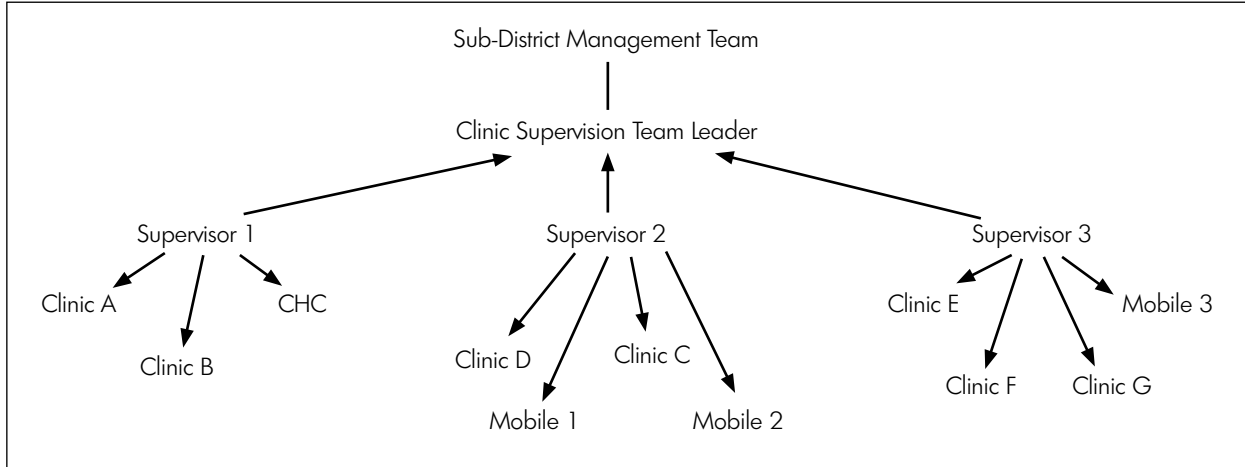 Sub-District Management Team
Clinic Supervision Team Leader
Supervisor 1
Supervisor 2
Supervisor 3
Clinic A
CHC
Clinic B
Clinic D
Clinic C
Mobile 1
Mobile 2
Clinic E
Mobile 3
Clinic F
Clinic G